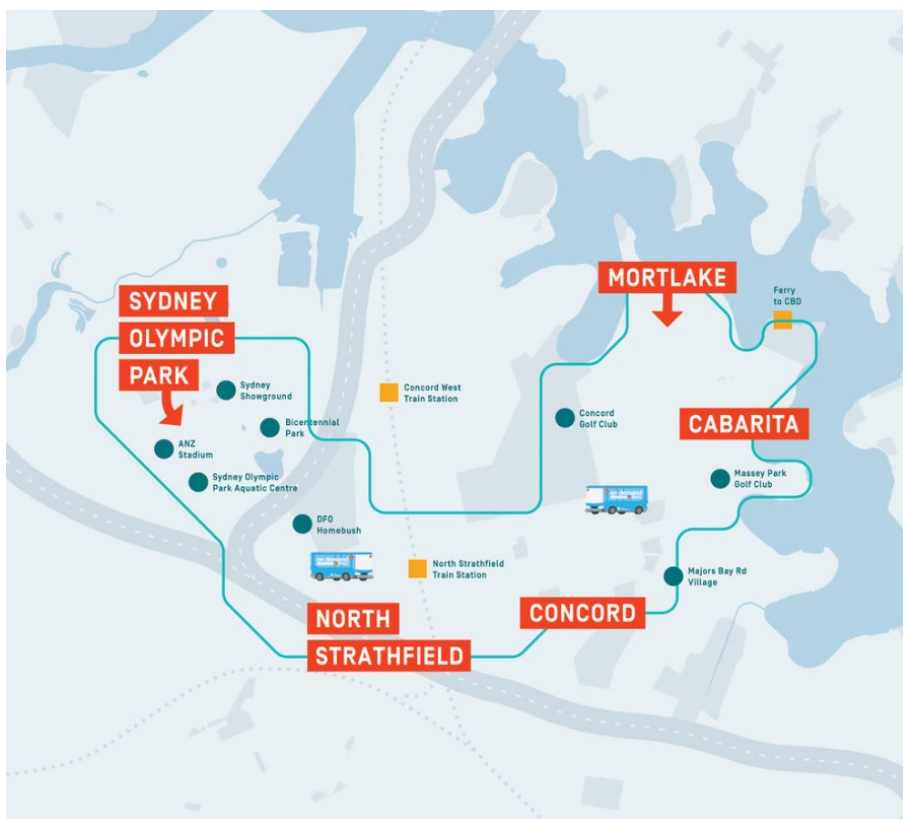 MORTLAKE
Ferry
to CBD
SYDNEY
OLYMPIC
PARK
Sydney
Showground
Concord West
Train Station
Bicentennial
Park
Concord
Golf Club
CABARITA
ANZ
Stadium
Sydney Olympic
Park Aquatic Centre
Massey Park
Golf Club
DFO
Homebush
North Strathfield
Train Station
Majors Bay Rd
Village
NORTH
STRATHFIELD
CONCORD